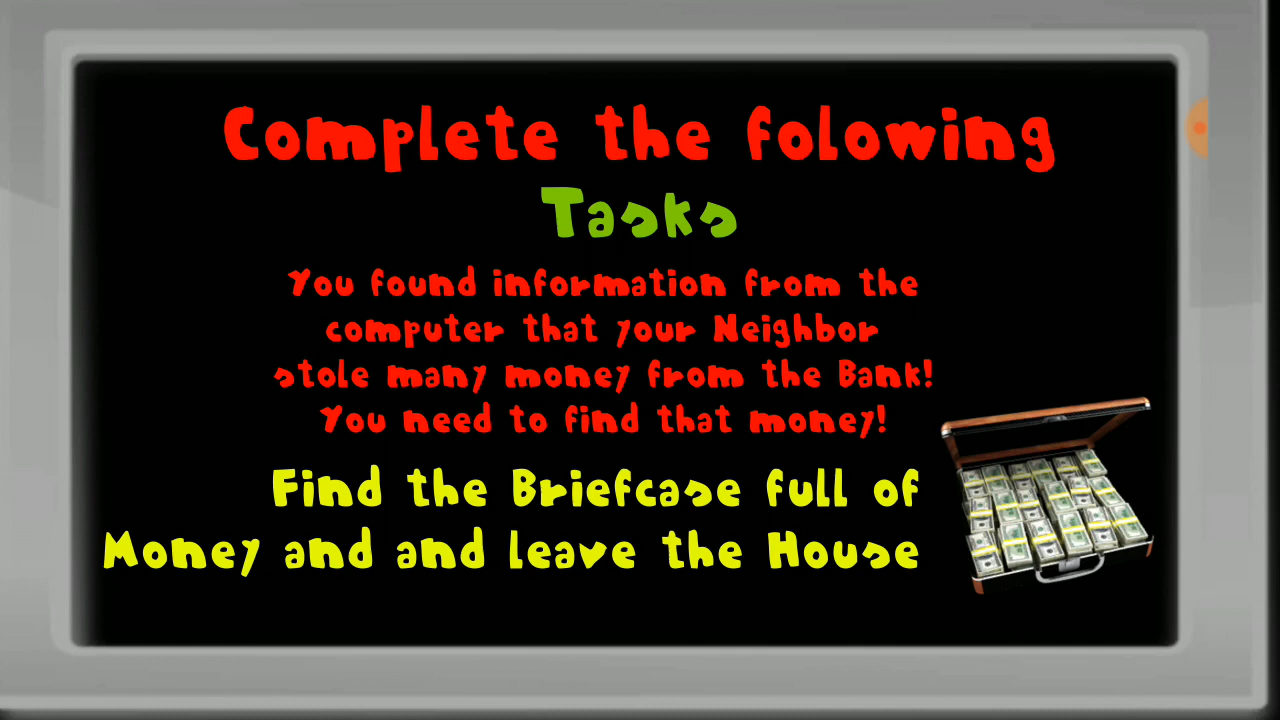 Complete the folowing
Tasks
You found information from the
computer that your Neighbor
stole many money from the Bank!
You need to find that money!
Find the Briefcase full of
Money and and leave the House